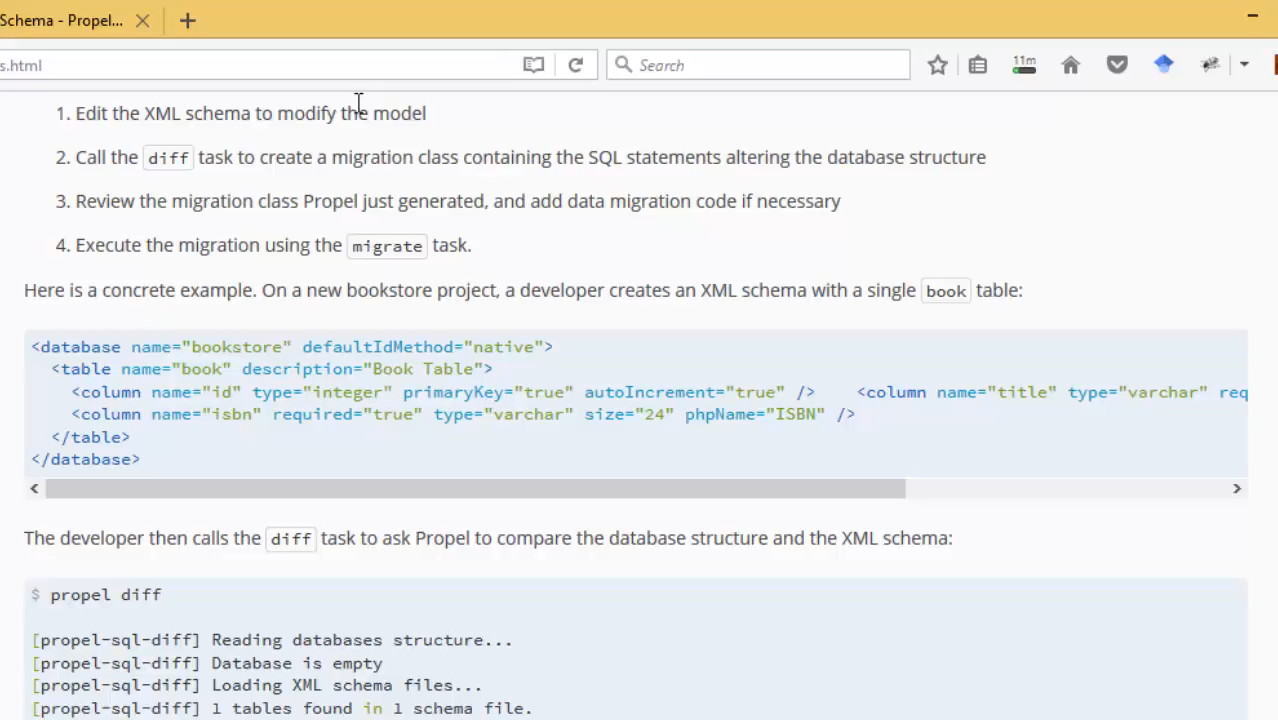 Schema - Propel...
s.html
Search
11m
1. Edit the XML schema to modify the model
2. Call the diff task to create a migration class containing the SQL statements altering the database structure
3. Review the migration class Propel just generated, and add data migration code if necessary
4. Execute the migration using the migrate task.
Here is a concrete example. On a new bookstore project, a developer creates an XML schema with a single book table:
<database name="bookstore" defaultIdMethod="native">
<table name="book" description="Book Table">
<column name="id" type="integer" primaryKey="true" autoIncrement="true" /> <column name="title" type="varchar" req
<column name="isbn" required="true" type="varchar" size="24" phpName="ISBN" />
</table>
</database>
The developer then calls the diff task to ask Propel to compare the database structure and the XML schema:
$ propel diff
[propel-sql-diff] Reading databases structure...
[propel-sql-diff] Database is empty
[propel-sql-diff] Loading XML schema files...
[propel-sql-diff] 1 tables found in 1 schema file.